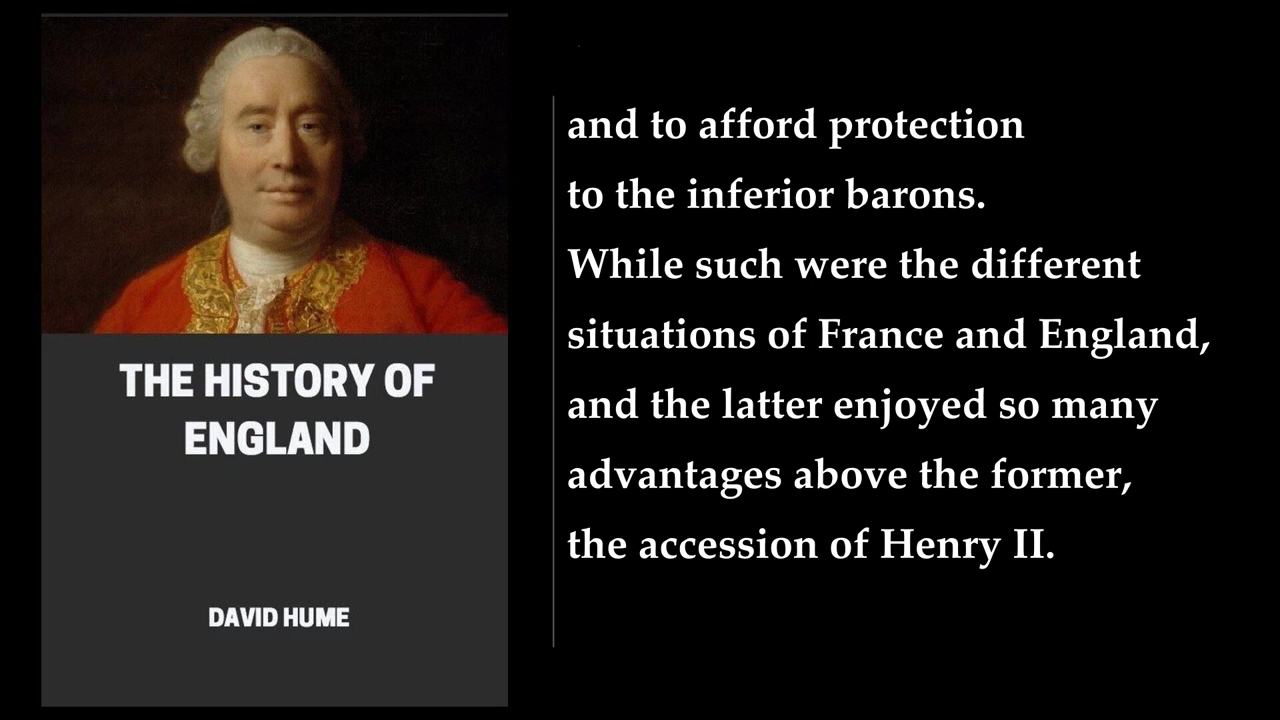 THE HISTORY OF
ENGLAND
DAVID HUME
and to afford protection
to the inferior barons.
While such were the different
situations of France and England,
and the latter enjoyed so many
advantages above the former,
the accession of Henry II.